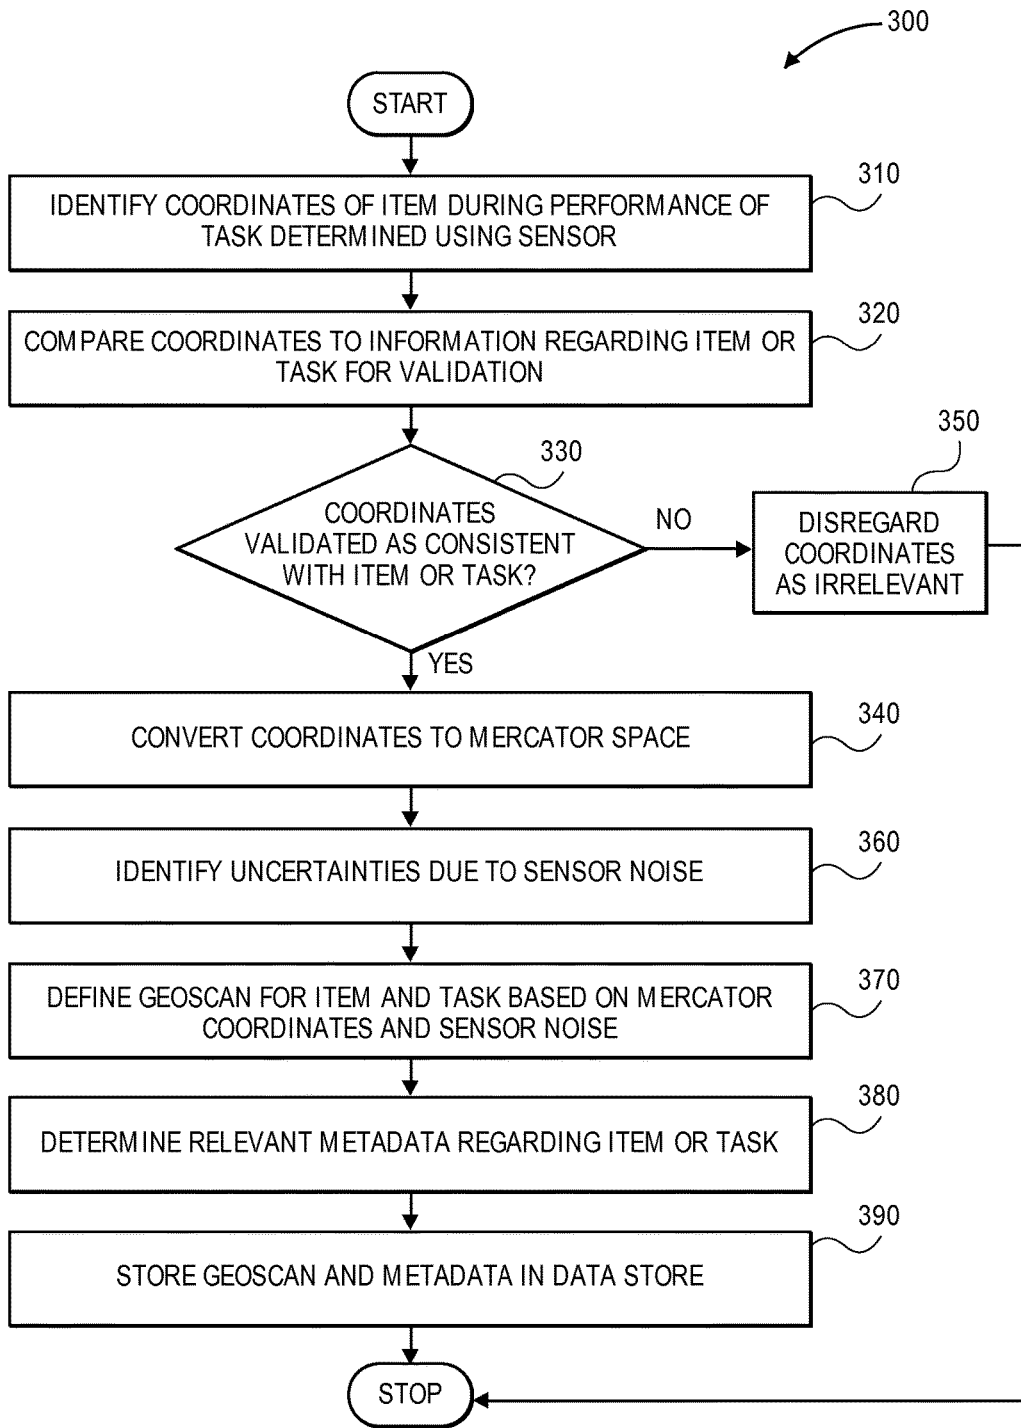 300
START
310
IDENTIFY COORDINATES OF ITEM DURING PERFORMANCE OF
TASK DETERMINED USING SENSOR
320
COMPARE COORDINATES TO INFORMATION REGARDING ITEM OR
TASK FOR VALIDATION
330
COORDINATES
VALIDATED AS CONSISTENT
WITH ITEM OR TASK?
NO
350
DISREGARD
COORDINATES
AS IRRELEVANT
YES
340
CONVERT COORDINATES TO MERCATOR SPACE
360
IDENTIFY UNCERTAINTIES DUE TO SENSOR NOISE
370
DEFINE GEOSCAN FOR ITEM AND TASK BASED ON MERCATOR
COORDINATES AND SENSOR NOISE
380
DETERMINE RELEVANT METADATA REGARDING ITEM OR TASK
390
STORE GEOSCAN AND METADATA IN DATA STORE
STOP